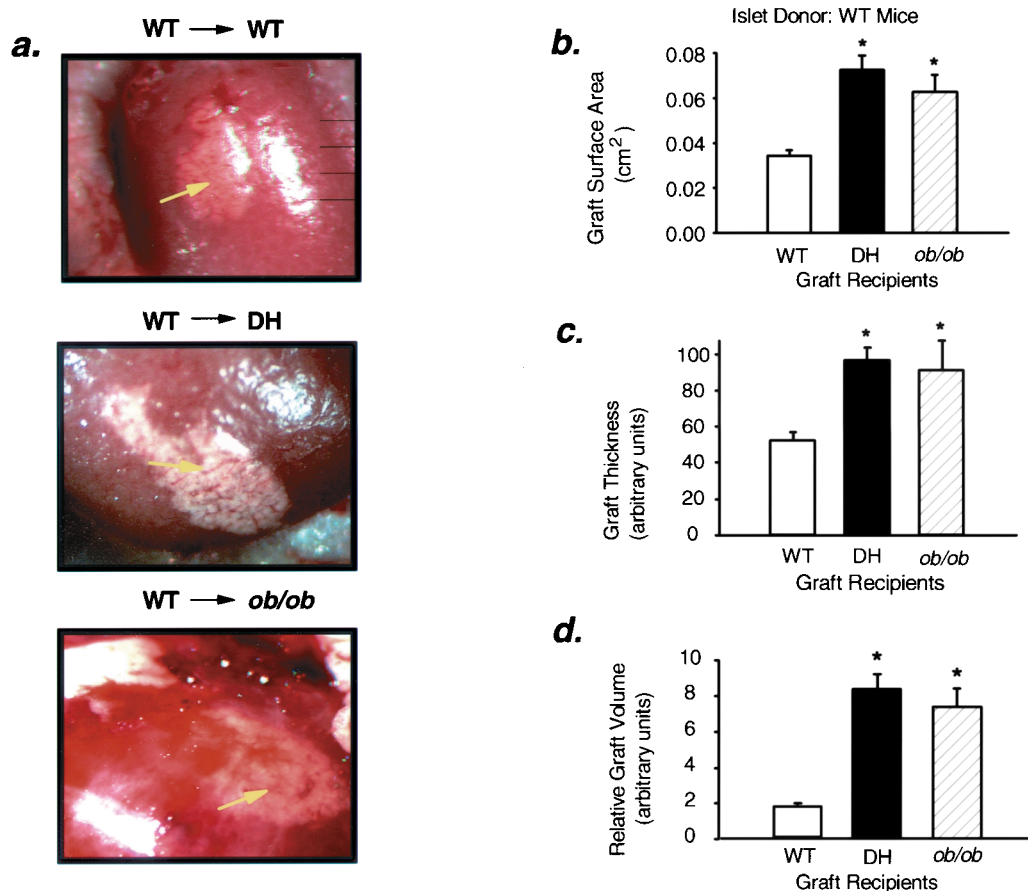 a.
WT → WT
WT → DH
WT → ob/ob
b.
Islet Donor: WT Mice
Graft Surface Area
(cm²)
0.08
0.06
0.04
0.02
0.00
*
*
WT DH ob/ob
Graft Recipients
c.
Graft Thickness
(arbitrary units)
100
80
60
40
20
0
*
*
WT DH ob/ob
Graft Recipients
d.
Relative Graft Volume
(arbitrary units)
10
8
6
4
2
0
*
*
WT DH ob/ob
Graft Recipients